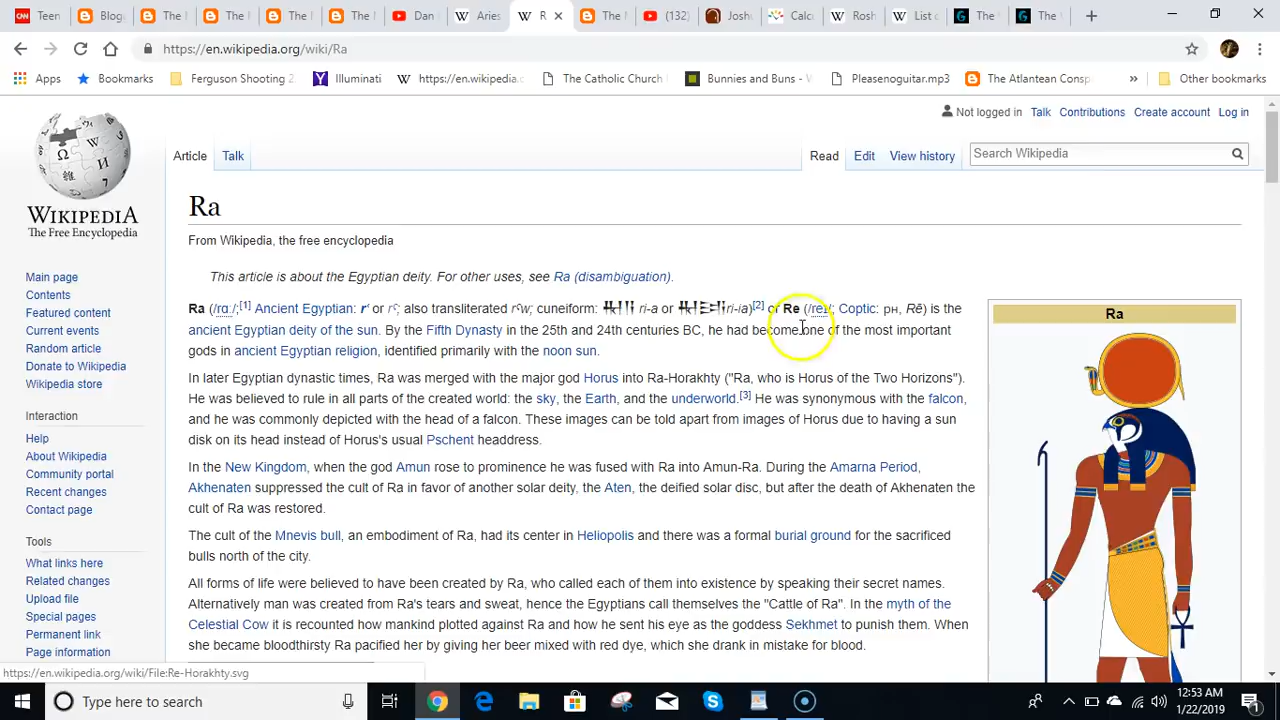 Teen
Blog
The M
The
The N
The
Dan
Aries
R
The M
(132)
Joshu
Calcu
Rosh
List o
The
The
https://en.wikipedia.org/wiki/Ra
Apps
Bookmarks
Ferguson Shooting 2
Illuminati
https://en.wikipedia
The Catholic Church
Bunnies and Buns - W
Pleasenoguitar.mp3
The Atlantean Consp
»
Other bookmarks
Not logged in Talk Contributions Create account Log in
Article Talk Read Edit View history Search Wikipedia
WIKIPEDIA
The Free Encyclopedia
Ra
From Wikipedia, the free encyclopedia
This article is about the Egyptian deity. For other uses, see Ra (disambiguation).
Ra (/rɑː/;[1] Ancient Egyptian: rꜥ or rˤ; also transliterated rˤw; cuneiform: ri-a or ri-ia)[2] or Re (/reɪ/; Coptic: ⲣⲏ, Rē) is the
ancient Egyptian deity of the sun. By the Fifth Dynasty in the 25th and 24th centuries BC, he had become one of the most important
gods in ancient Egyptian religion, identified primarily with the noon sun.
In later Egyptian dynastic times, Ra was merged with the major god Horus into Ra-Horakhty ("Ra, who is Horus of the Two Horizons").
He was believed to rule in all parts of the created world: the sky, the Earth, and the underworld.[3] He was synonymous with the falcon,
and he was commonly depicted with the head of a falcon. These images can be told apart from images of Horus due to having a sun
disk on its head instead of Horus's usual Pschent headdress.
In the New Kingdom, when the god Amun rose to prominence he was fused with Ra into Amun-Ra. During the Amarna Period,
Akhenaten suppressed the cult of Ra in favor of another solar deity, the Aten, the deified solar disc, but after the death of Akhenaten the
cult of Ra was restored.
The cult of the Mnevis bull, an embodiment of Ra, had its center in Heliopolis and there was a formal burial ground for the sacrificed
bulls north of the city.
All forms of life were believed to have been created by Ra, who called each of them into existence by speaking their secret names.
Alternatively man was created from Ra's tears and sweat, hence the Egyptians call themselves the "Cattle of Ra". In the myth of the
Celestial Cow it is recounted how mankind plotted against Ra and how he sent his eye as the goddess Sekhmet to punish them. When
she became bloodthirsty Ra pacified her by giving her beer mixed with red dye, which she drank in mistake for blood.
Ra
Main page
Contents
Featured content
Current events
Random article
Donate to Wikipedia
Wikipedia store
Interaction
Help
About Wikipedia
Community portal
Recent changes
Contact page
Tools
What links here
Related changes
Upload file
Special pages
Permanent link
Page information
https://en.wikipedia.org/wiki/File:Re-Horakhty.svg
Type here to search
12:53 AM
1/22/2019